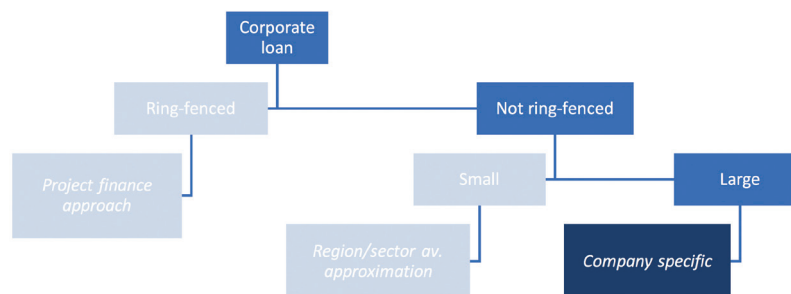 Corporate
loan
Ring-fenced
Not ring-fenced
Project finance
approach
Small
Large
Region/sector av.
approximation
Company specific